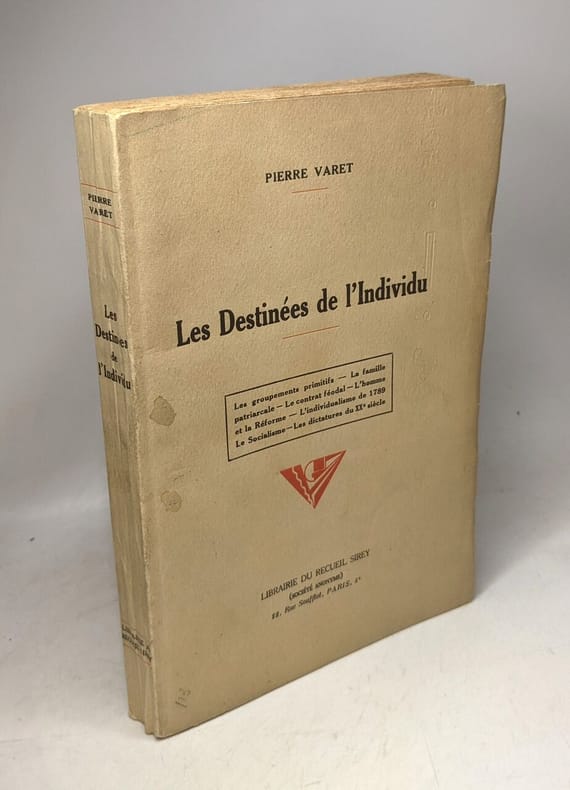 PIERRE VARET
Les Destinées de l'Individu
Les groupements primitifs — La famille
patriarcale — Le contrat féodal — L'homme
et la Réforme — L'individualisme de 1789
Le Socialisme — Les dictatures du XXe siècle
LIBRAIRIE DU RECUEIL SIREY
(SOCIÉTÉ ANONYME)
22, Rue Soufflot, PARIS, 5e
PIERRE
VARET
Les
Destinées
de
l'Individu